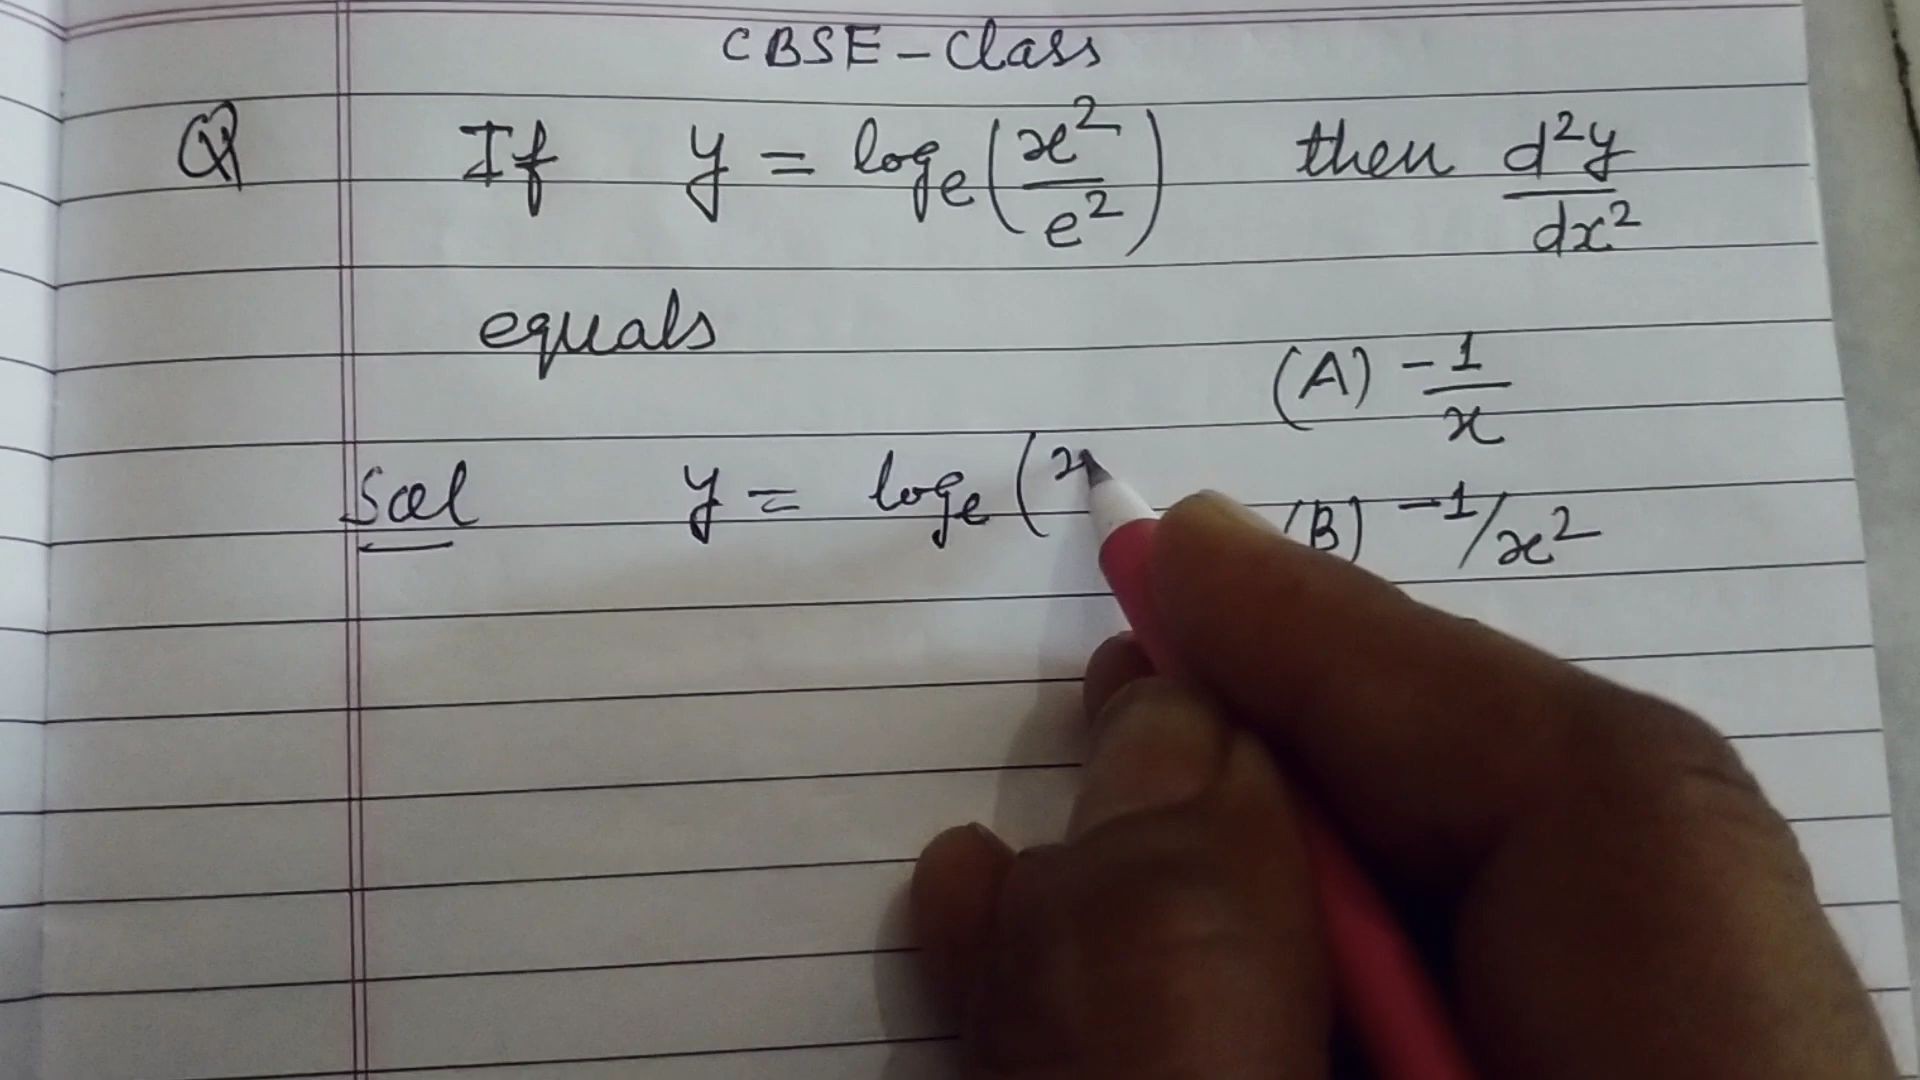 CBSE - Class
Q If y = logₑ(x²/e²) then d²y/dx²
equals
(A) -1/x
Sol y = logₑ(x
(B) -1/x²